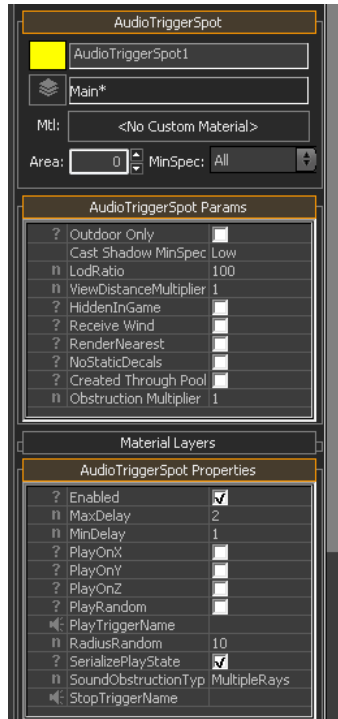 AudioTriggerSpot
AudioTriggerSpot1
Main*
Mtl: <No Custom Material>
Area: 0 MinSpec: All
AudioTriggerSpot Params
? Outdoor Only
Cast Shadow MinSpec Low
n LodRatio 100
n ViewDistanceMultiplier 1
? HiddenInGame
? Receive Wind
? RenderNearest
? NoStaticDecals
? Created Through Pool
n Obstruction Multiplier 1
Material Layers
AudioTriggerSpot Properties
? Enabled
n MaxDelay 2
n MinDelay 1
? PlayOnX
? PlayOnY
? PlayOnZ
? PlayRandom
PlayTriggerName
n RadiusRandom 10
? SerializePlayState
n SoundObstructionTyp MultipleRays
StopTriggerName